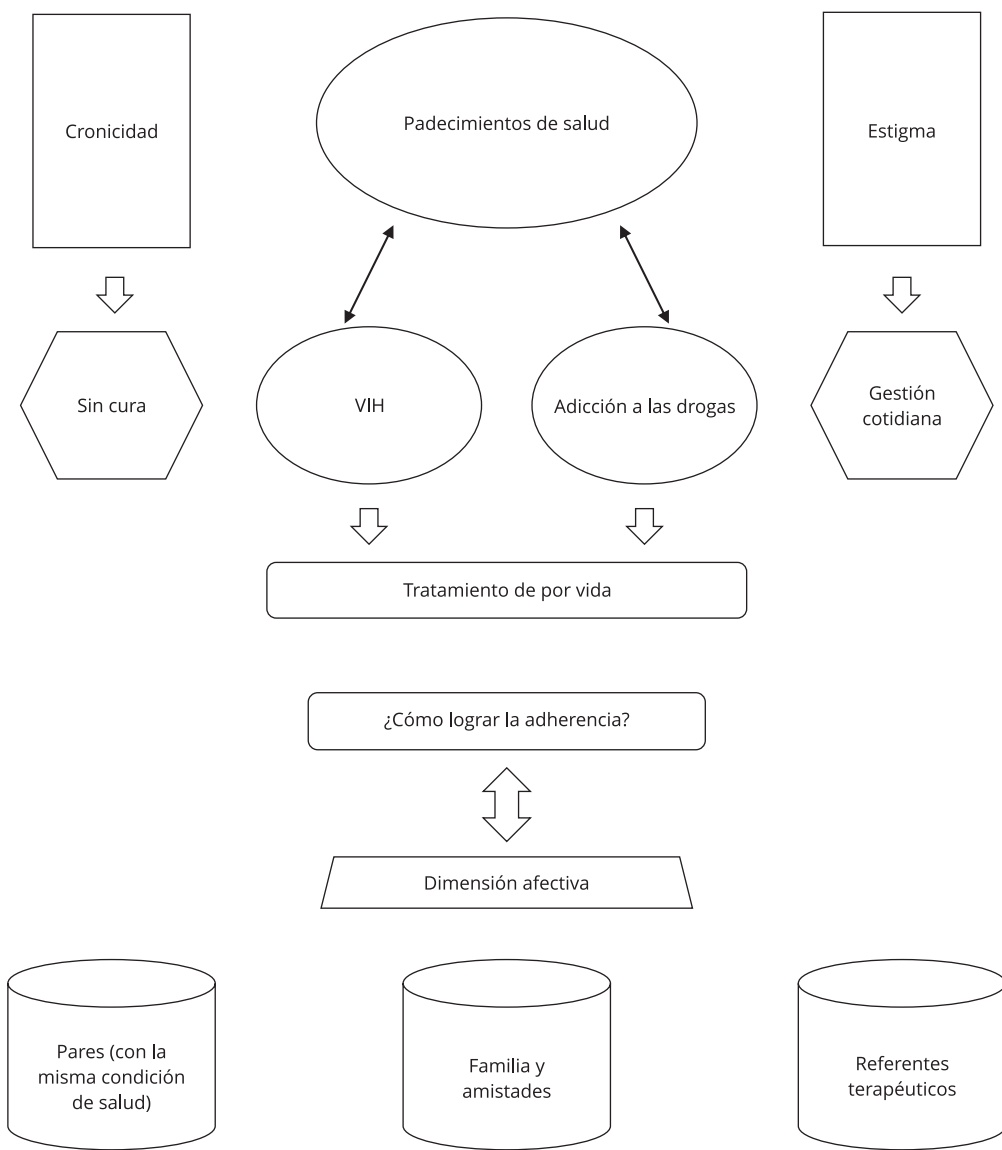 Cronicidad
Padecimientos de salud
Estigma
Sin cura
VIH
Adicción a las drogas
Gestión
cotidiana
Tratamiento de por vida
¿Cómo lograr la adherencia?
Dimensión afectiva
Pares (con la
misma condición
de salud)
Familia y
amistades
Referentes
terapéuticos